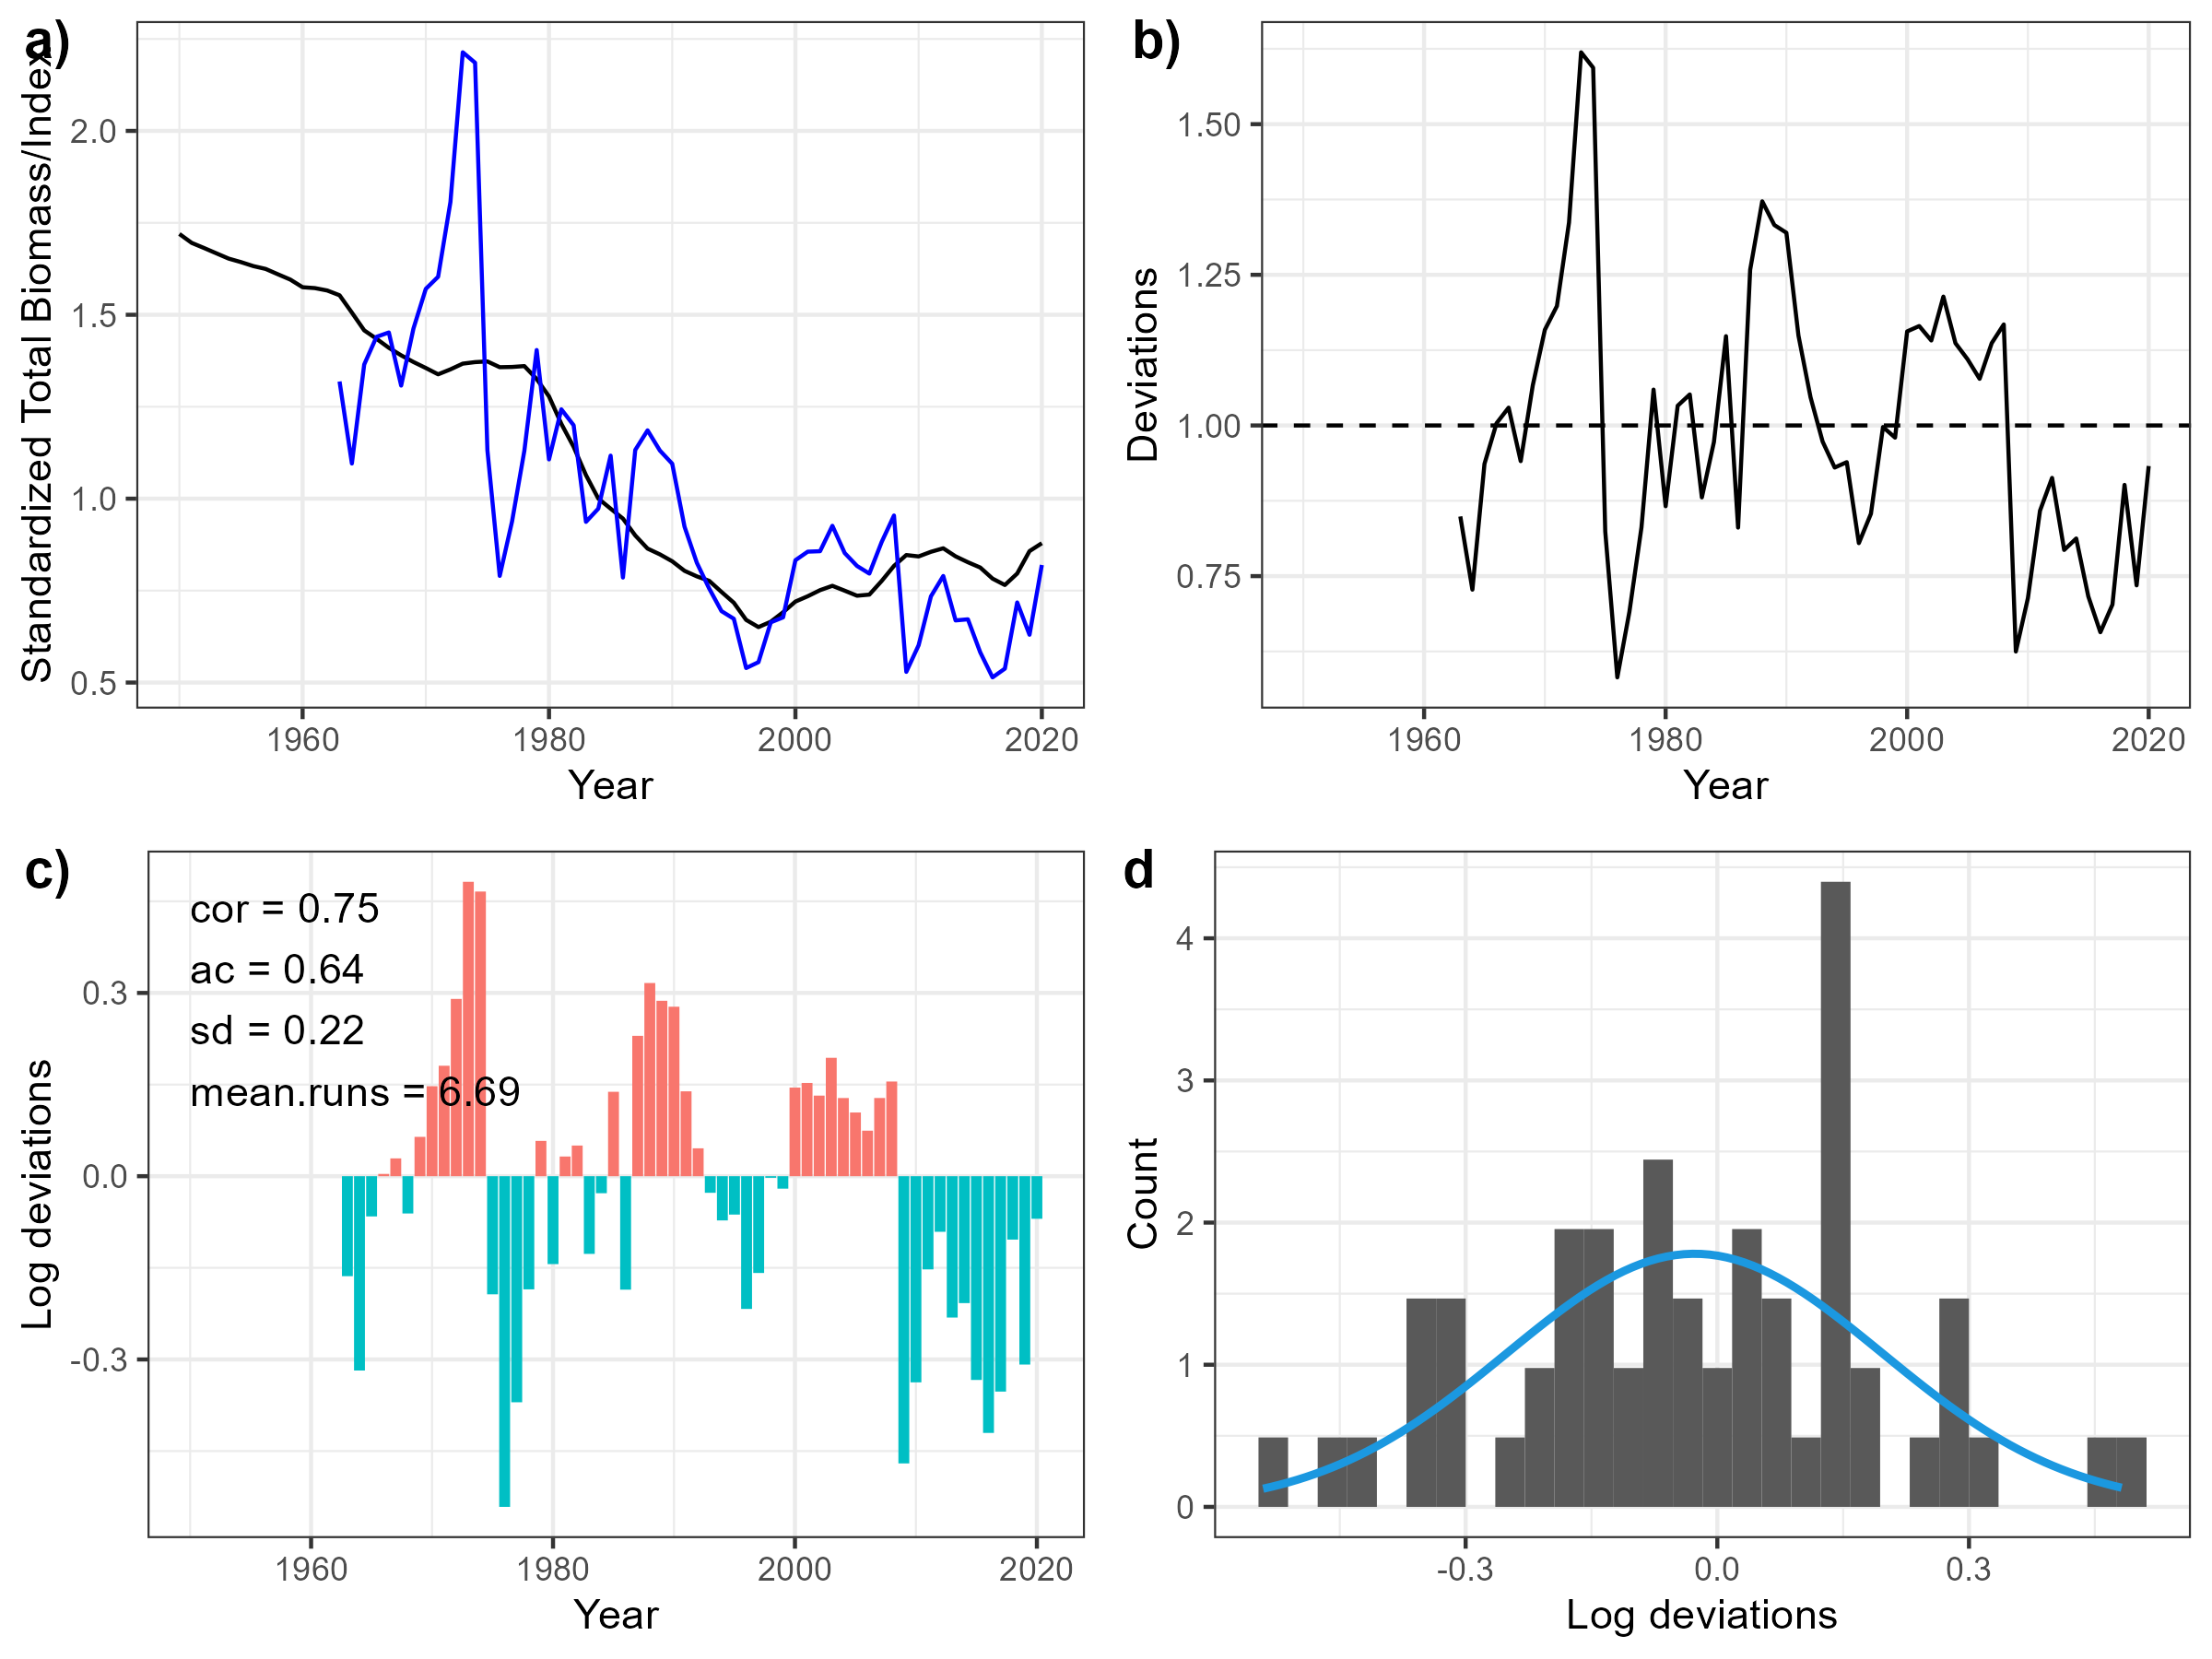 a)
Standardized Total Biomass/Index
2.0
1.5
1.0
0.5
1960 1980 2000 2020
Year
b)
Deviations
1.50
1.25
1.00
0.75
1960 1980 2000 2020
Year
c)
Log deviations
0.3
0.0
-0.3
cor = 0.75
ac = 0.64
sd = 0.22
mean.runs = 6.69
1960 1980 2000 2020
Year
d
Count
4
3
2
1
0
-0.3 0.0 0.3
Log deviations